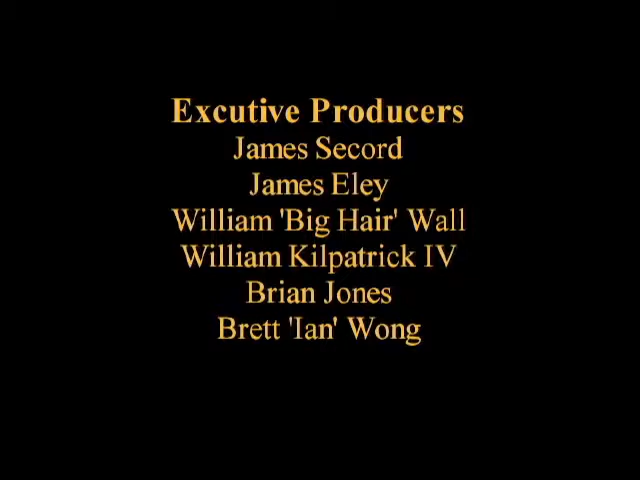 Excutive Producers
James Secord
James Eley
William 'Big Hair' Wall
William Kilpatrick IV
Brian Jones
Brett 'Ian' Wong